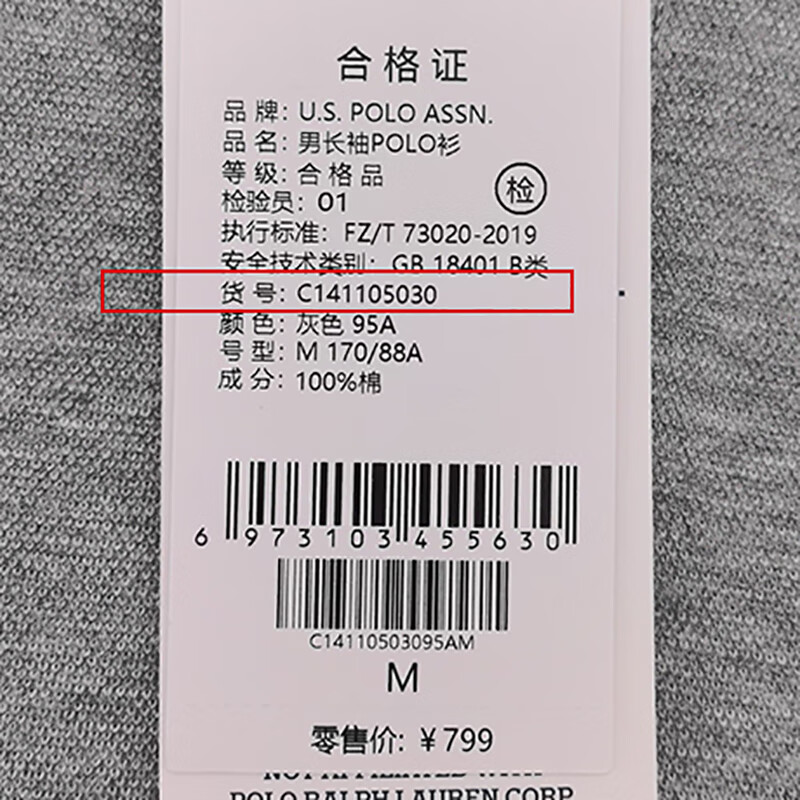 合格证
品 牌: U.S. POLO ASSN.
品 名: 男长袖POLO衫
等 级: 合格品
检
检验员: 01
执行标准: FZ/T 73020-2019
安全技术类别: GB 18401 B类
货 号: C141105030
颜 色: 灰色 95A
号 型: M 170/88A
成 分: 100%棉
6 973103 455630
C14110503095AM
M
零售价: ¥799
NOT AFFILIATED WITH
POLO RALPH LAUREN CORP.